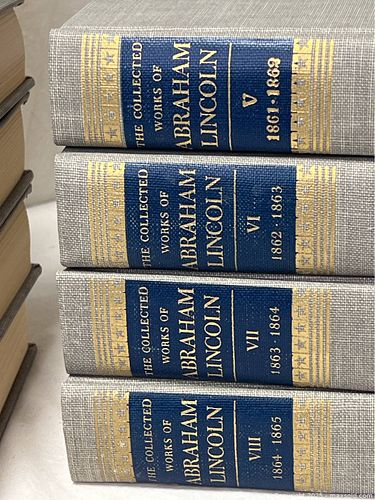 THE COLLECTED
WORKS OF
ABRAHAM
LINCOLN
V
1861·1862
THE COLLECTED
WORKS OF
ABRAHAM
LINCOLN
VI
1862·1863
THE COLLECTED
WORKS OF
ABRAHAM
LINCOLN
VII
1863·1864
THE COLLECTED
WORKS OF
ABRAHAM
LINCOLN
VIII
1864·1865